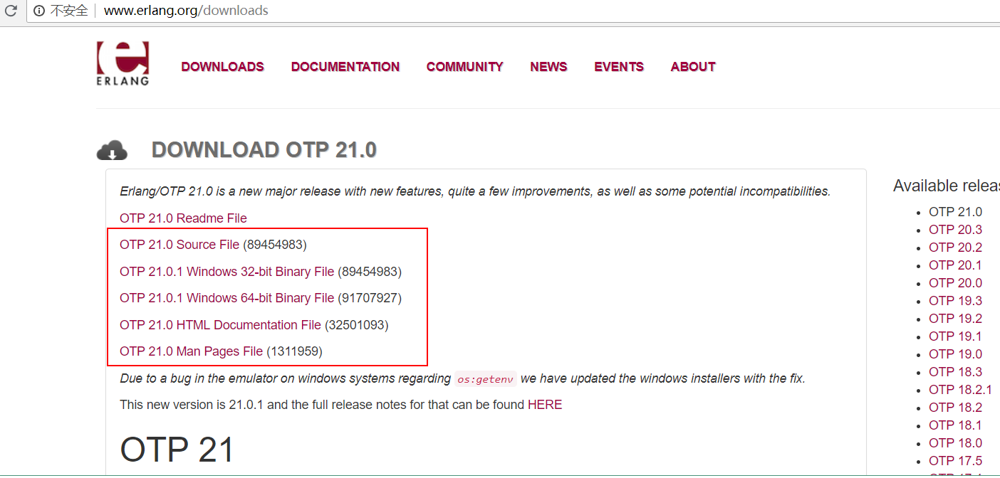 不安全 www.erlang.org/downloads
ERLANG
DOWNLOADS DOCUMENTATION COMMUNITY NEWS EVENTS ABOUT
DOWNLOAD OTP 21.0
Erlang/OTP 21.0 is a new major release with new features, quite a few improvements, as well as some potential incompatibilities.
OTP 21.0 Readme File
OTP 21.0 Source File (89454983)
OTP 21.0.1 Windows 32-bit Binary File (89454983)
OTP 21.0.1 Windows 64-bit Binary File (91707927)
OTP 21.0 HTML Documentation File (32501093)
OTP 21.0 Man Pages File (1311959)
Due to a bug in the emulator on windows systems regarding os:getenv we have updated the windows installers with the fix.
This new version is 21.0.1 and the full release notes for that can be found HERE
OTP 21
Available releas
OTP 21.0
OTP 20.3
OTP 20.2
OTP 20.1
OTP 20.0
OTP 19.3
OTP 19.2
OTP 19.1
OTP 19.0
OTP 18.3
OTP 18.2.1
OTP 18.2
OTP 18.1
OTP 18.0
OTP 17.5